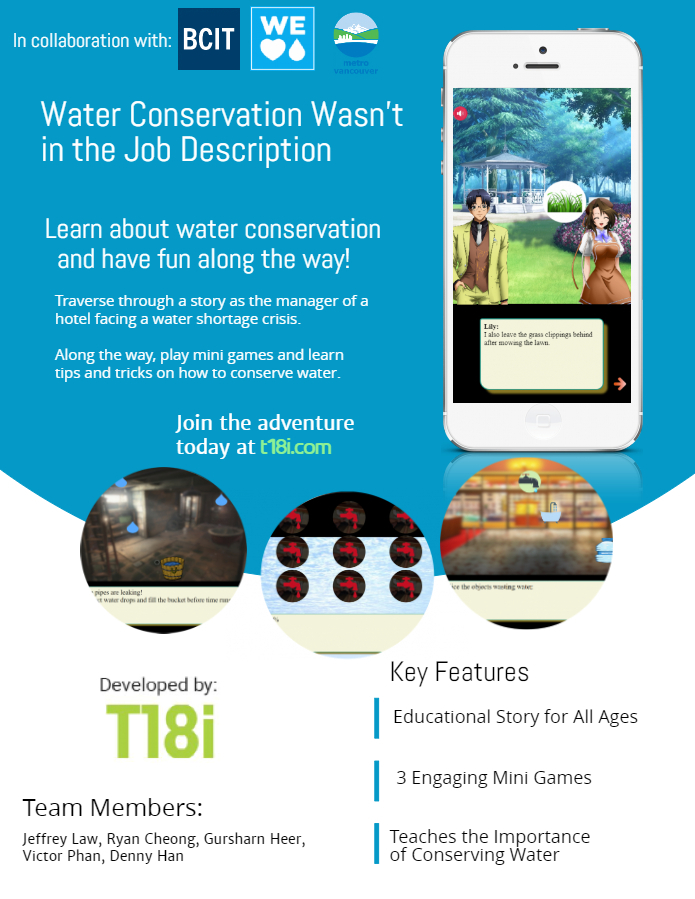 In collaboration with:
BCIT
WE
metro
vancouver
Water Conservation Wasn't
in the Job Description
Learn about water conservation
and have fun along the way!
Traverse through a story as the manager of a
hotel facing a water shortage crisis.
Along the way, play mini games and learn
tips and tricks on how to conserve water.
Join the adventure
today at t18i.com
Lily:
I also leave the grass clippings behind
after mowing the lawn.
pipes are leaking!
water drops and fill the bucket before time
the objects wasting water;
%
Developed by:
T18i
Team Members:
Jeffrey Law, Ryan Cheong, Gursharn Heer,
Victor Phan, Denny Han
Key Features
Educational Story for All Ages
3 Engaging Mini Games
Teaches the Importance
of Conserving Water